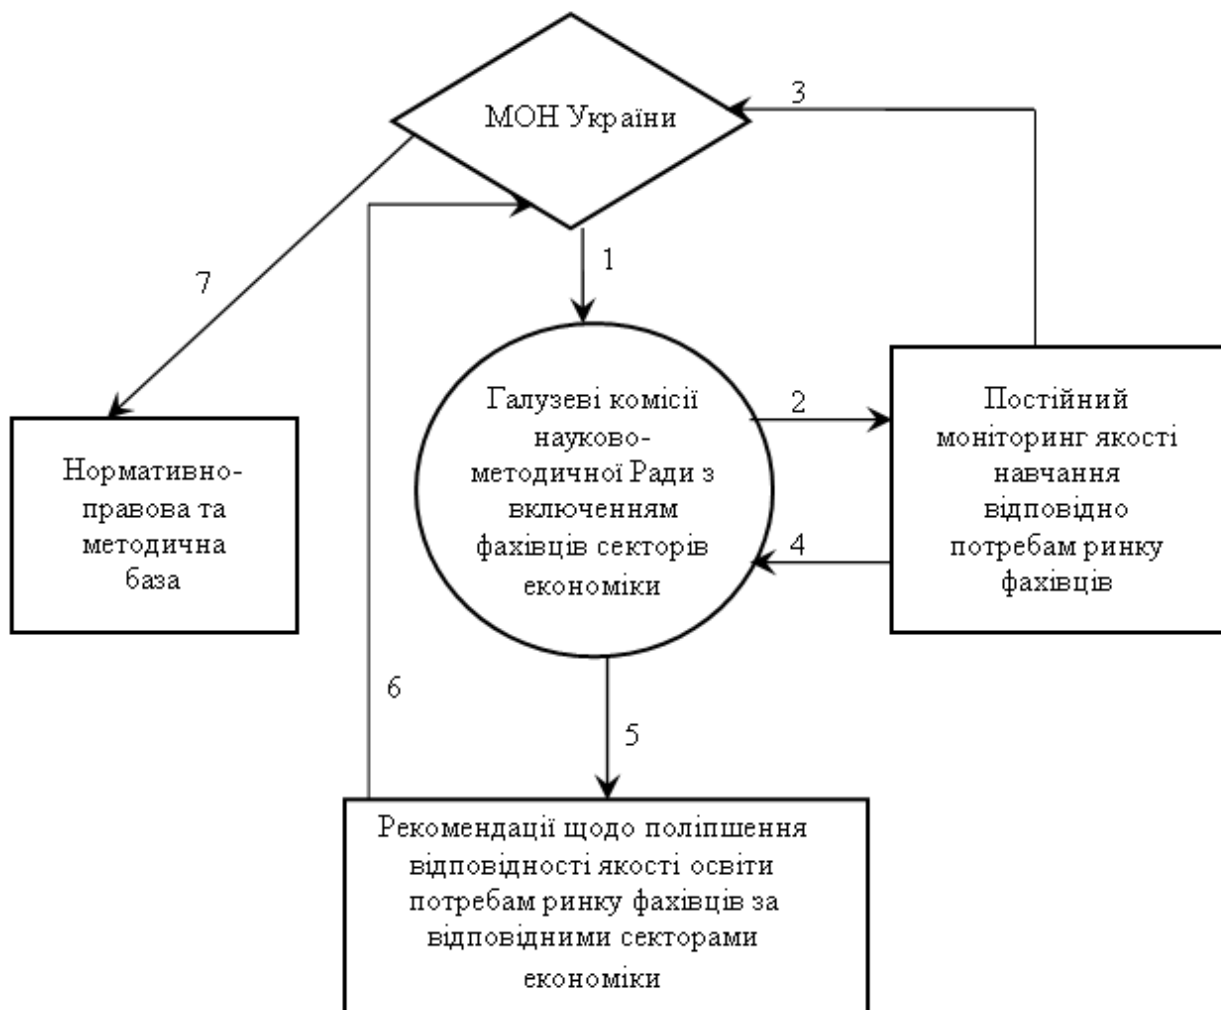 МОН України
3
1
7
Галузеві комісії
науково-
методичної Ради з
включенням
фахівців секторів
економіки
2
4
Постійний
моніторинг якості
навчання
відповідно
потребам ринку
фахівців
Нормативно-
правова та
методична
база
6
5
Рекомендації щодо поліпшення
відповідності якості освіти
потребам ринку фахівців за
відповідними секторами
економіки